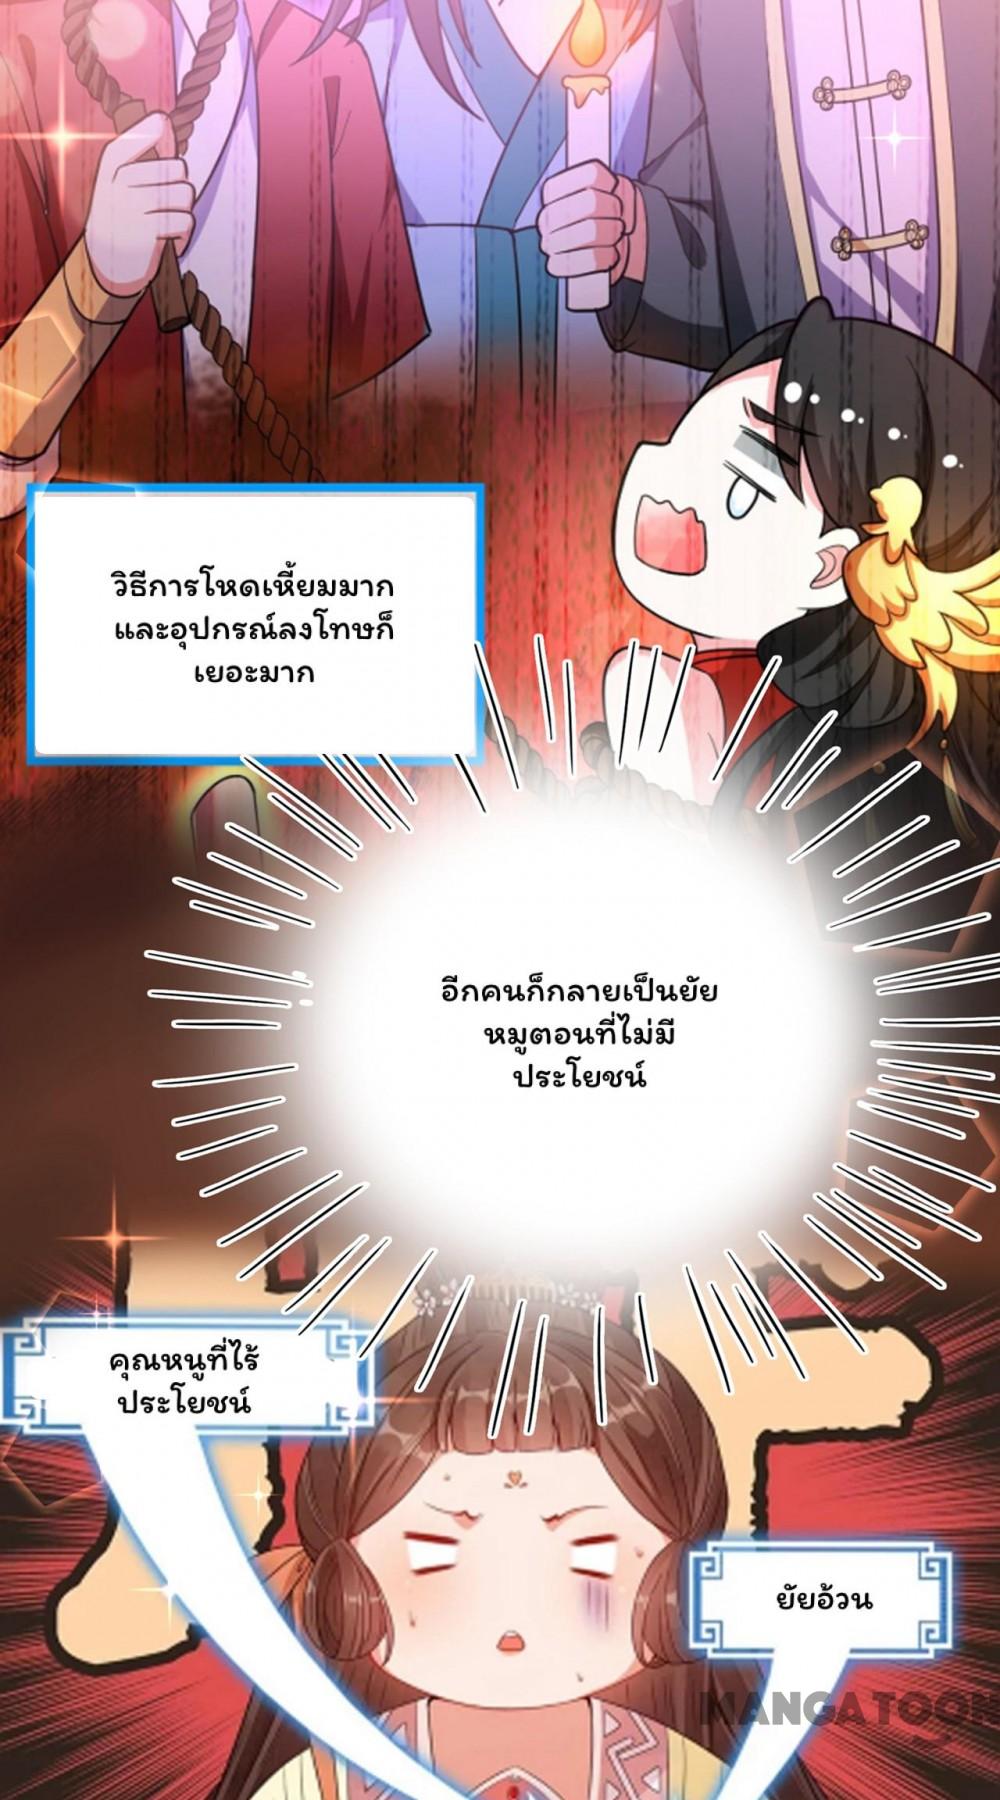 วิธีการโหดเหี้ยมมาก
และอุปกรณ์ลงโทษก็
เยอะมาก
อีกคนก็กลายเป็นยัย
หมูตอนที่ไม่มี
ประโยชน์
คุณหนูที่ไร้
ประโยชน์
ยัยอ้วน
MANGATOON